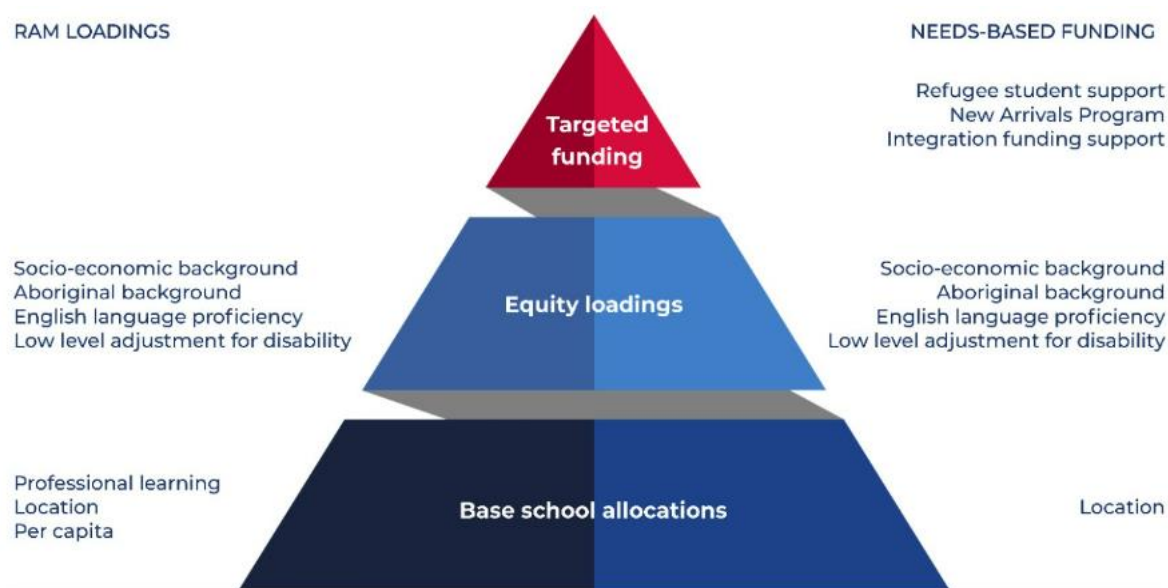 RAM LOADINGS
NEEDS-BASED FUNDING
Refugee student support
New Arrivals Program
Integration funding support
Targeted
funding
Socio-economic background
Aboriginal background
English language proficiency
Low level adjustment for disability
Equity loadings
Socio-economic background
Aboriginal background
English language proficiency
Low level adjustment for disability
Professional learning
Location
Per capita
Base school allocations
Location